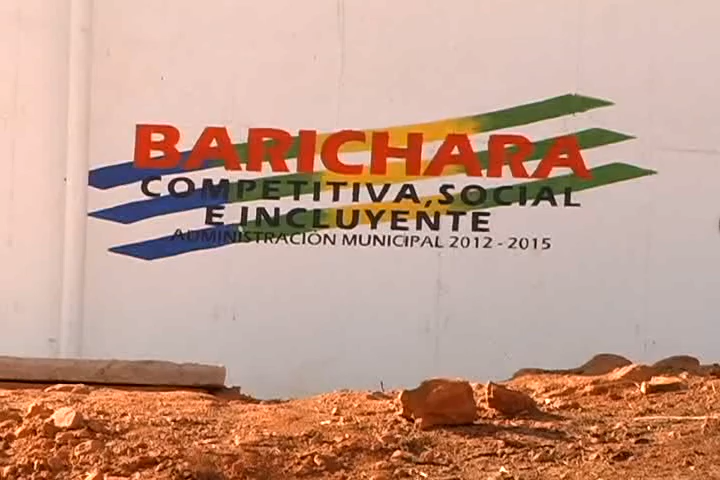 BARICHARA
COMPETITIVA, SOCIAL
E INCLUYENTE
ADMINISTRACIÓN MUNICIPAL 2012 - 2015